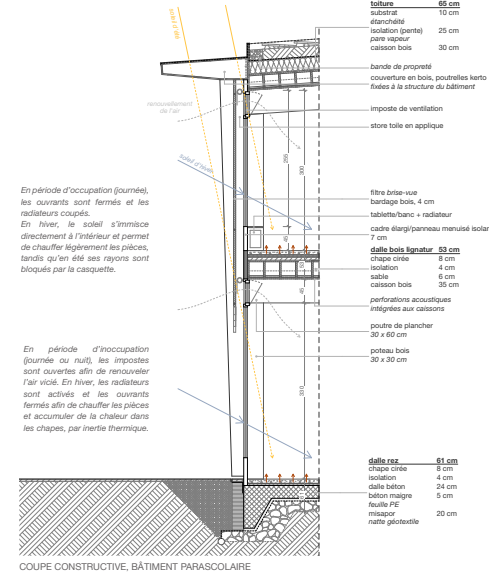 toiture 65 cm
substrat 10 cm
étanchéité
isolation (pente) 25 cm
pare vapeur
caisson bois 30 cm
bande de propreté
couverture en bois, poutrelles kerto
fixées à la structure du bâtiment
imposte de ventilation
store toile en applique
filtre brise-vue
bardage bois, 4 cm
tablette/banc + radiateur
cadre élargi/panneau menuisé isolant
7 cm
dalle bois lignatur 53 cm
chape cirée 8 cm
isolation 4 cm
sable 6 cm
caisson bois 35 cm
perforations acoustiques
intégrées aux caissons
poutre de plancher
30 x 60 cm
poteau bois
30 x 30 cm
dalle rez 61 cm
chape cirée 8 cm
isolation 4 cm
dalle béton 24 cm
béton maigre 5 cm
feuille PE
misapor 20 cm
natte géotextile
soleil d'été
renouvellement
de l'air
soleil d'hiver
256
300
45
53
45
330
En période d'occupation (journée),
les ouvrants sont fermés et les
radiateurs coupés.
En hiver, le soleil s'immisce
directement à l'intérieur et permet
de chauffer légèrement les pièces,
tandis qu'en été ses rayons sont
bloqués par la casquette.
En période d'inoccupation
(journée ou nuit), les impostes
sont ouvertes afin de renouveler
l'air vicié. En hiver, les radiateurs
sont activés et les ouvrants
fermés afin de chauffer les pièces
et accumuler de la chaleur dans
les chapes, par inertie thermique.
COUPE CONSTRUCTIVE, BÂTIMENT PARASCOLAIRE